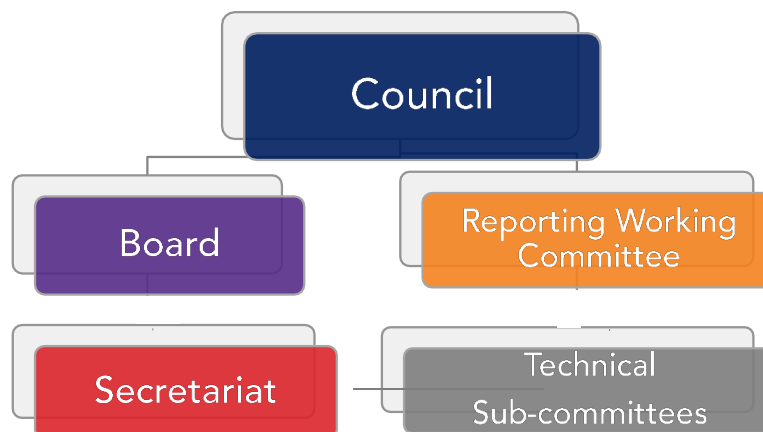 Council
Board
Reporting Working
Committee
Secretariat
Technical
Sub-committees